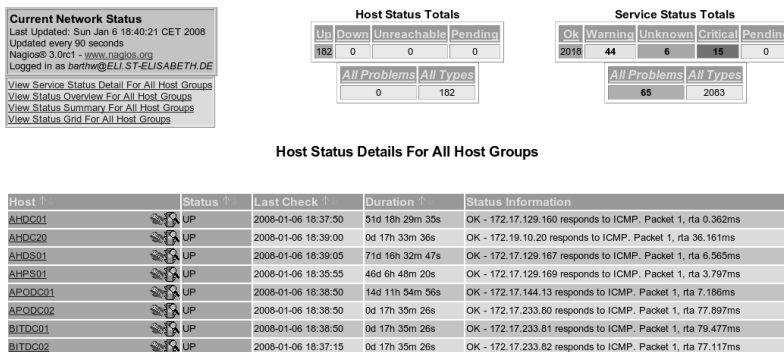 Current Network Status
Last Updated: Sun Jan 6 18:40:21 CET 2008
Updated every 90 seconds
Nagios® 3.0rc1 - www.nagios.org
Logged in as barthw@ELI.ST-ELISABETH.DE
View Service Status Detail For All Host Groups
View Status Overview For All Host Groups
View Status Summary For All Host Groups
View Status Grid For All Host Groups
Host Status Totals
Up Down Unreachable Pending
182 0 0 0
All Problems All Types
0 182
Service Status Totals
Ok Warning Unknown Critical Pending
2018 44 6 15 0
All Problems All Types
65 2083
Host Status Details For All Host Groups
Host Status Last Check Duration Status Information
AHDC01 UP 2008-01-06 18:37:50 51d 18h 29m 35s OK - 172.17.129.160 responds to ICMP. Packet 1, rta 0.362ms
AHDC20 UP 2008-01-06 18:39:00 0d 17h 33m 36s OK - 172.19.10.20 responds to ICMP. Packet 1, rta 36.161ms
AHDS01 UP 2008-01-06 18:39:05 71d 16h 32m 47s OK - 172.17.129.167 responds to ICMP. Packet 1, rta 6.565ms
AHPS01 UP 2008-01-06 18:35:55 46d 6h 48m 20s OK - 172.17.129.169 responds to ICMP. Packet 1, rta 3.797ms
APODC01 UP 2008-01-06 18:38:50 14d 11h 54m 56s OK - 172.17.144.13 responds to ICMP. Packet 1, rta 7.186ms
APODC02 UP 2008-01-06 18:38:50 0d 17h 35m 26s OK - 172.17.233.80 responds to ICMP. Packet 1, rta 77.897ms
BITDC01 UP 2008-01-06 18:38:50 0d 17h 35m 26s OK - 172.17.233.81 responds to ICMP. Packet 1, rta 79.477ms
BITDC02 UP 2008-01-06 18:37:15 0d 17h 35m 26s OK - 172.17.233.82 responds to ICMP. Packet 1, rta 77.117ms